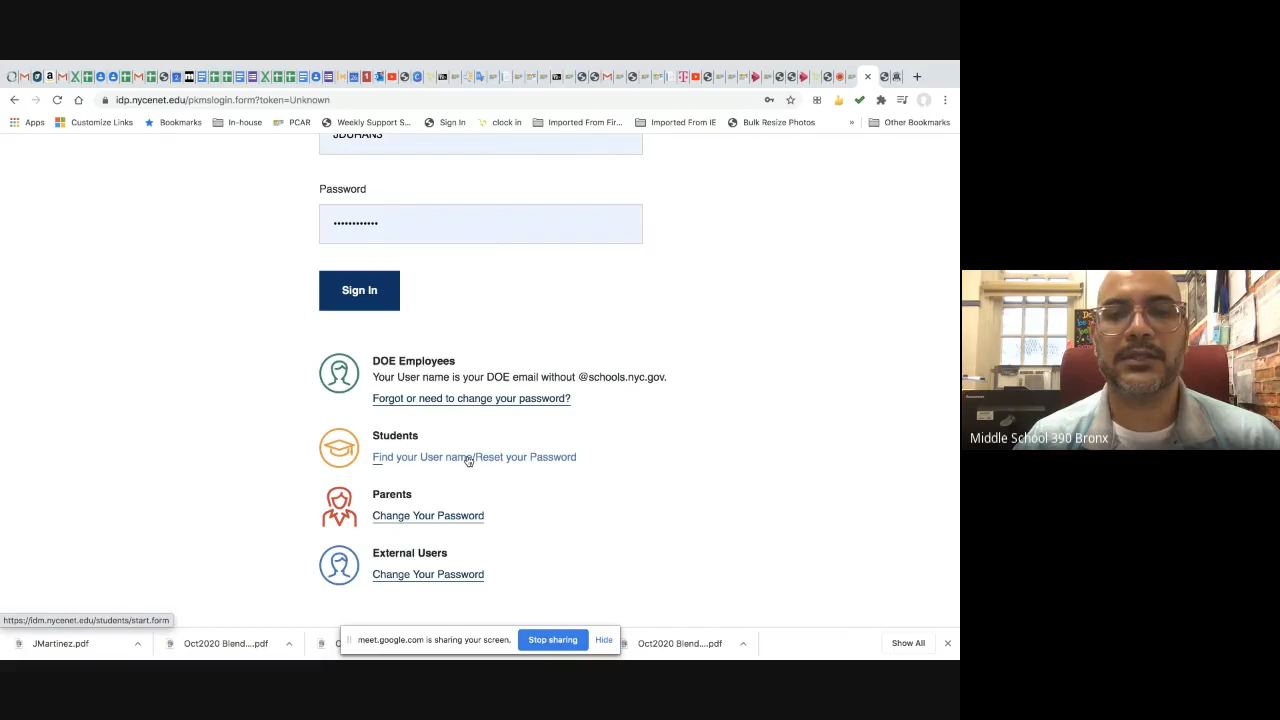 idp.nycenet.edu/pkmslogin.form?token=Unknown
Apps
Customize Links
Bookmarks
In-house
PCAR
Weekly Support S...
Sign In
clock in
Imported From Fir...
Imported From IE
Bulk Resize Photos
»
Other Bookmarks
JDURANS
Password
••••••••••••
Sign In
DOE Employees
Your User name is your DOE email without @schools.nyc.gov.
Forgot or need to change your password?
Students
Find your User name/Reset your Password
Parents
Change Your Password
External Users
Change Your Password
https://idm.nycenet.edu/students/start.form
JMartinez.pdf
Oct2020 Blend....pdf
meet.google.com is sharing your screen.
Stop sharing
Hide
Oct2020 Blend....pdf
Show All
Middle School 390 Bronx